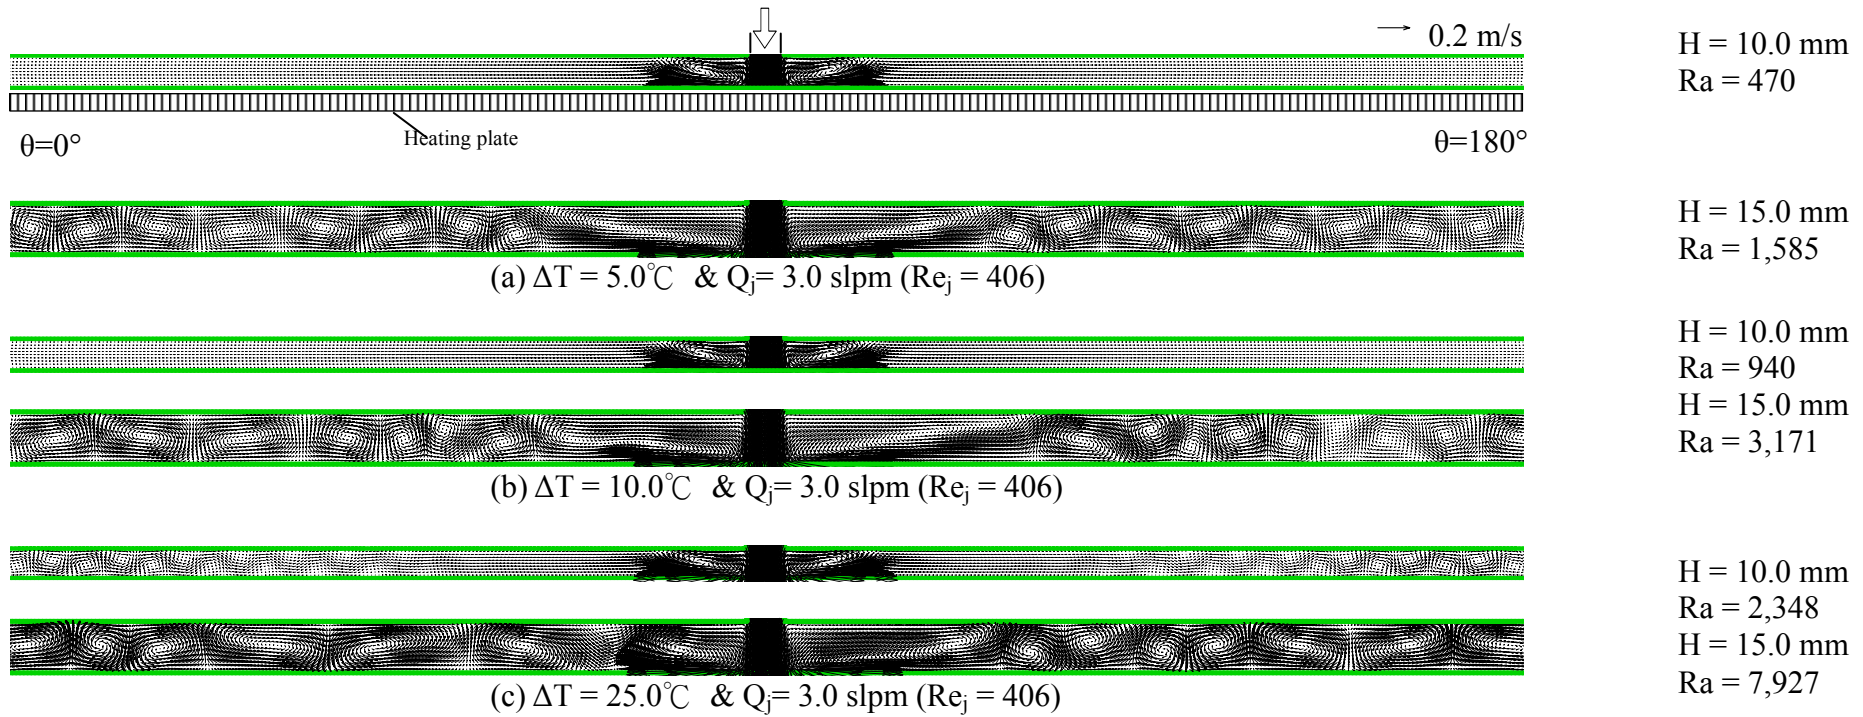 0.2 m/s
H = 10.0 mm
Ra = 470
Heating plate
θ=0°
θ=180°
H = 15.0 mm
Ra = 1,585
(a) ΔT = 5.0℃ & Qj= 3.0 slpm (Rej = 406)
H = 10.0 mm
Ra = 940
H = 15.0 mm
Ra = 3,171
(b) ΔT = 10.0℃ & Qj= 3.0 slpm (Rej = 406)
H = 10.0 mm
Ra = 2,348
H = 15.0 mm
Ra = 7,927
(c) ΔT = 25.0℃ & Qj= 3.0 slpm (Rej = 406)